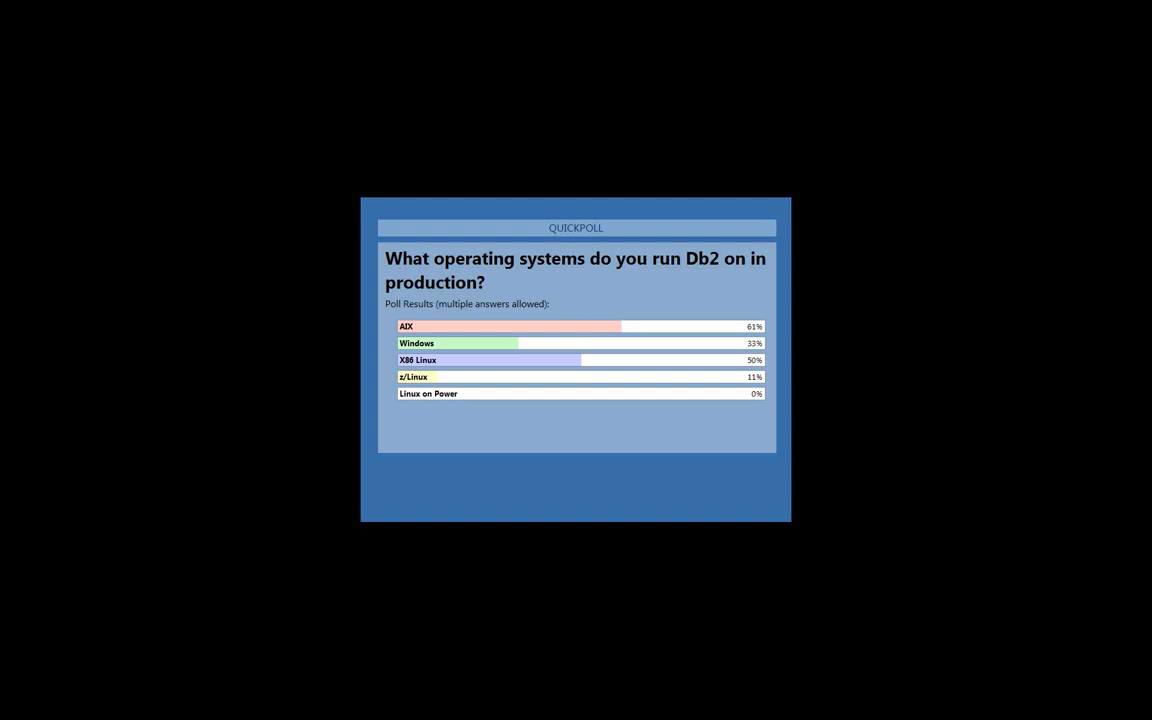 QUICKPOLL
What operating systems do you run Db2 on in
production?
Poll Results (multiple answers allowed):
AIX 61%
Windows 33%
X86 Linux 50%
z/Linux 11%
Linux on Power 0%